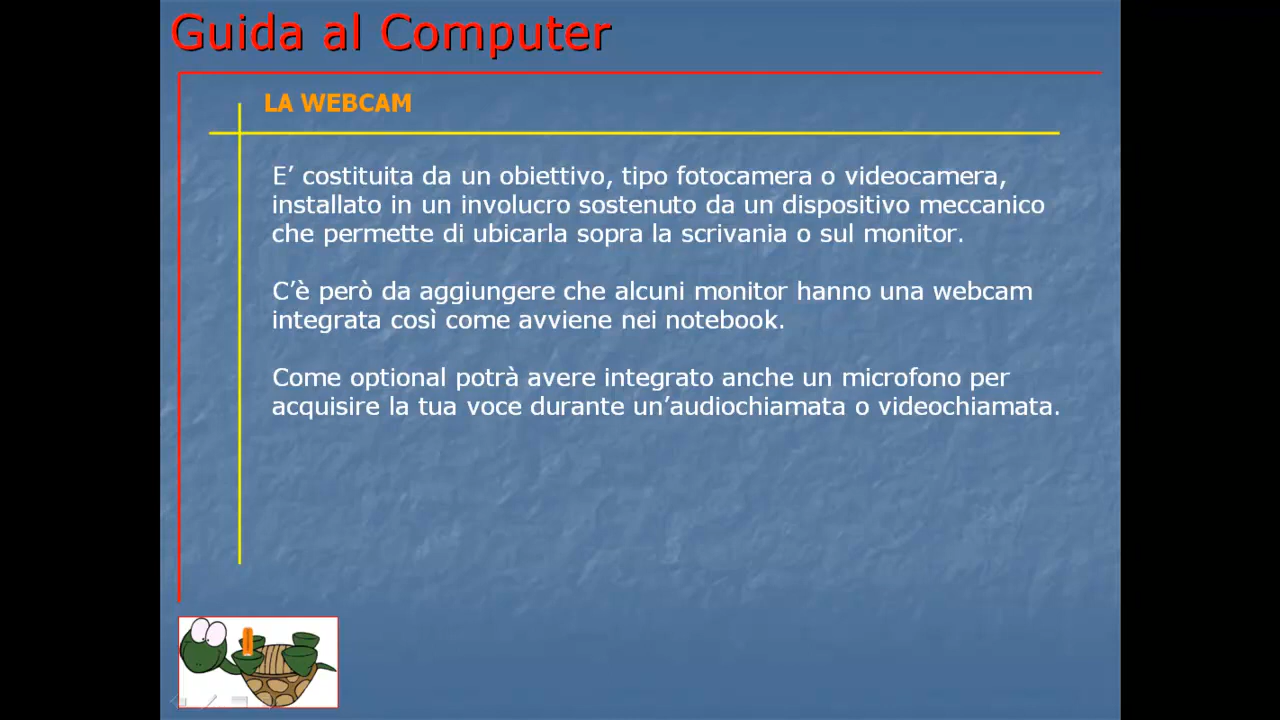 Guida al Computer
LA WEBCAM
E’ costituita da un obiettivo, tipo fotocamera o videocamera,
installato in un involucro sostenuto da un dispositivo meccanico
che permette di ubicarla sopra la scrivania o sul monitor.
C’è però da aggiungere che alcuni monitor hanno una webcam
integrata così come avviene nei notebook.
Come optional potrà avere integrato anche un microfono per
acquisire la tua voce durante un’audiochiamata o videochiamata.